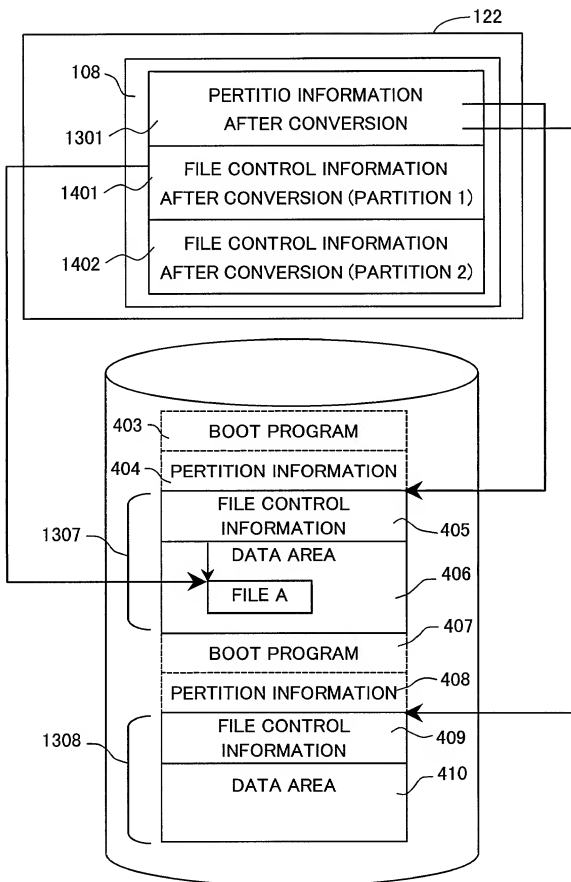 122
108
PERTITIO INFORMATION
AFTER CONVERSION
1301
FILE CONTROL INFORMATION
AFTER CONVERSION (PARTITION 1)
1401
FILE CONTROL INFORMATION
AFTER CONVERSION (PARTITION 2)
1402
403
BOOT PROGRAM
404
PERTITION INFORMATION
1307
FILE CONTROL
INFORMATION
405
DATA AREA
406
FILE A
407
BOOT PROGRAM
PERTITION INFORMATION
408
1308
FILE CONTROL
INFORMATION
409
DATA AREA
410